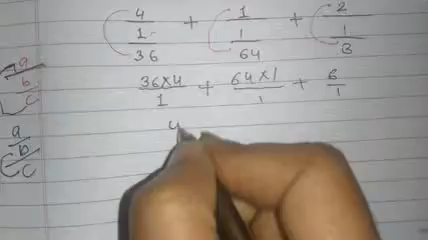 4/(1/36) + 1/(1/64) + 2/(1/3)
36×4/1 + 64×1/1 + 6/1
4
a/(b/c)
(a/b)/c